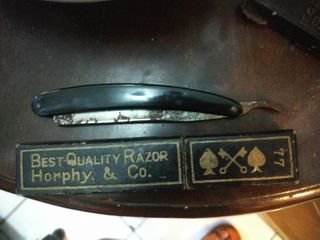 BEST-QUALITY RAZOR
Horphy. & Co.
77